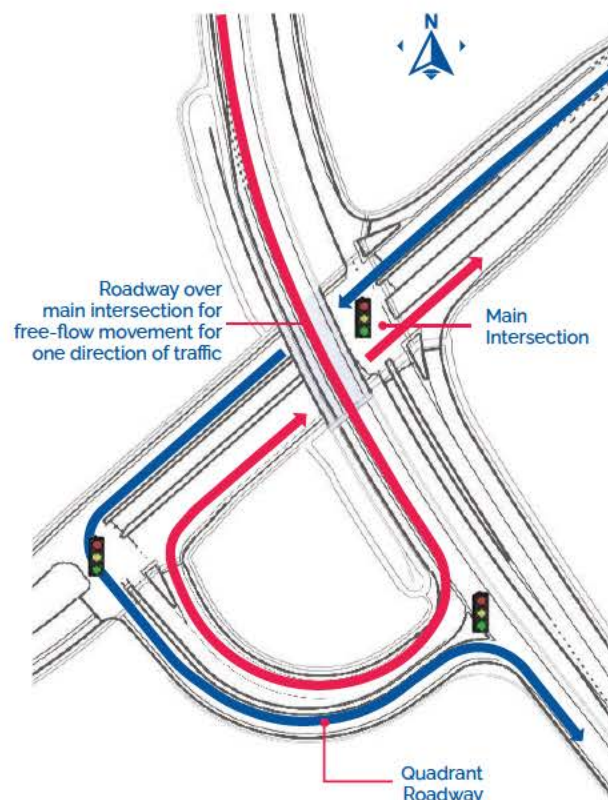 N
Roadway over
main intersection for
free-flow movement for
one direction of traffic
Main
Intersection
Quadrant
Roadway